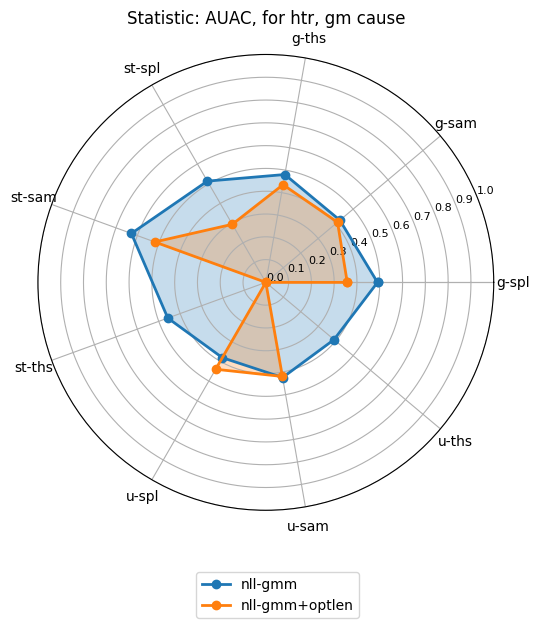 Statistic: AUAC, for htr, gm cause
g-ths
st-spl
g-sam
st-sam
g-spl
st-ths
u-ths
u-spl
u-sam
0.0
0.1
0.2
0.3
0.4
0.5
0.6
0.7
0.8
0.9
1.0
nll-gmm
nll-gmm+optlen